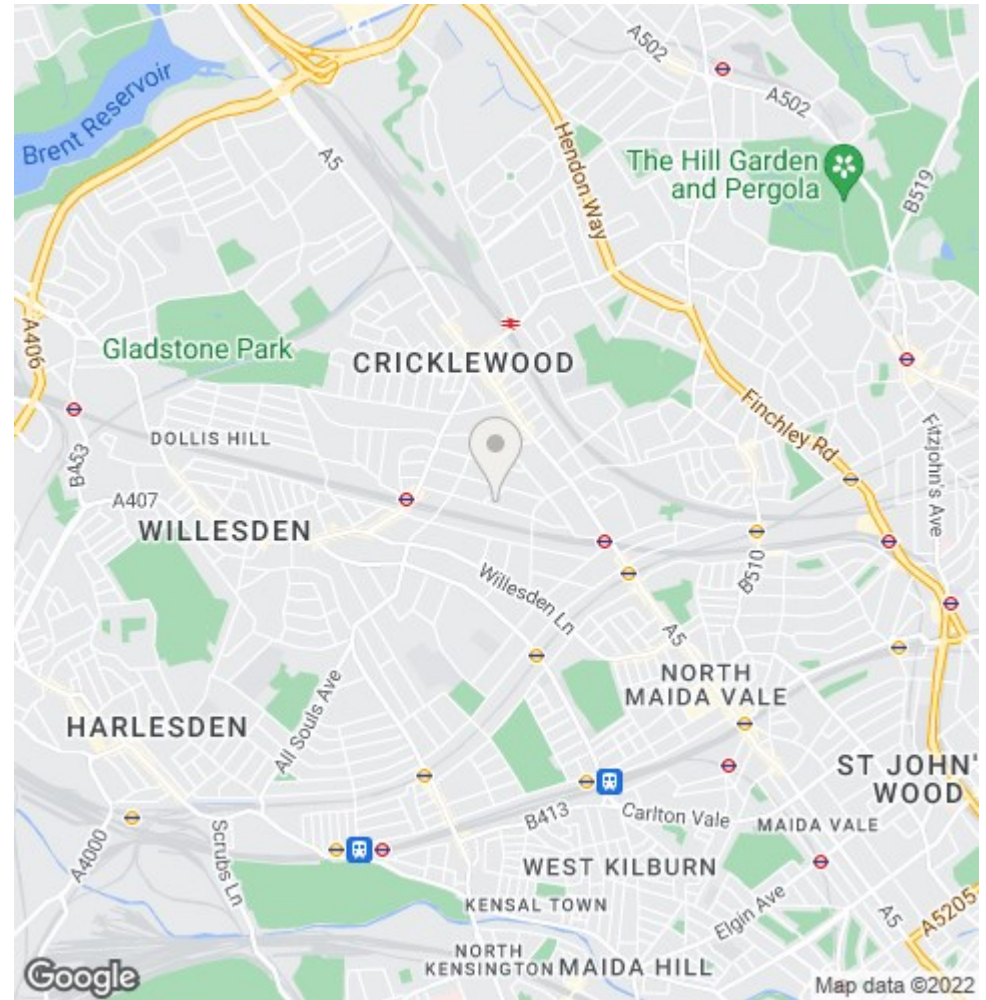 A502
A502
Brent Reservoir
A5
Hendon Way
The Hill Garden
and Pergola
B519
A406
Gladstone Park
CRICKLEWOOD
Finchley Rd
Fitzjohn's Ave
B453
DOLLIS HILL
A407
WILLESDEN
B510
Willesden Ln
A5
NORTH
MAIDA VALE
All Souls Ave
HARLESDEN
ST JOHN'
WOOD
B413
Carlton Vale
MAIDA VALE
A4000
Scrubs Ln
WEST KILBURN
KENSAL TOWN
Elgin Ave
A5
A5205
NORTH
KENSINGTON
MAIDA HILL
Google
Map data ©2022